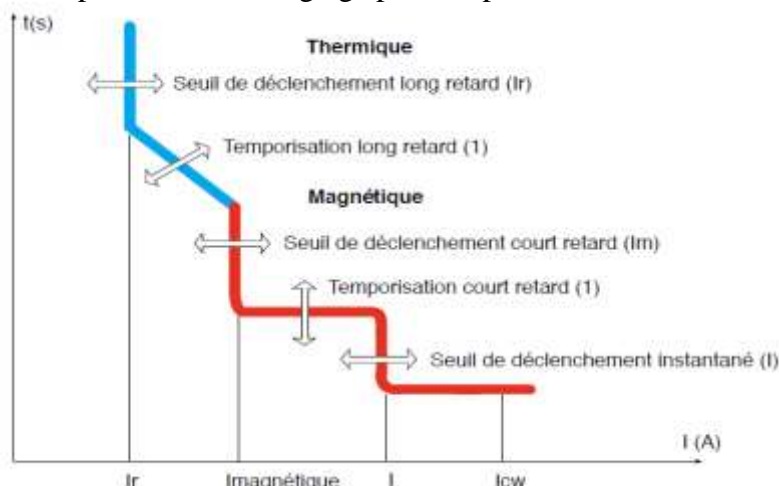 t(s)
Thermique
Seuil de déclenchement long retard (Ir)
Temporisation long retard (1)
Magnétique
Seuil de déclenchement court retard (Im)
Temporisation court retard (1)
Seuil de déclenchement instantané (I)
I (A)
Ir Imagnétique I Icw